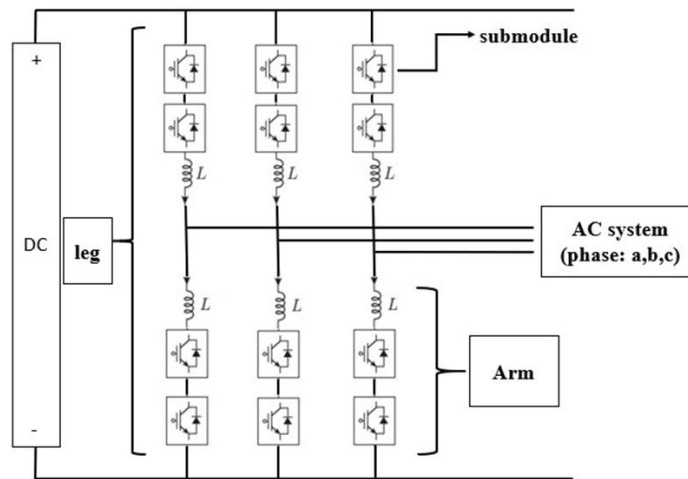 +
submodule
L
L
L
DC
leg
AC system
(phase: a,b,c)
L
L
L
Arm
-